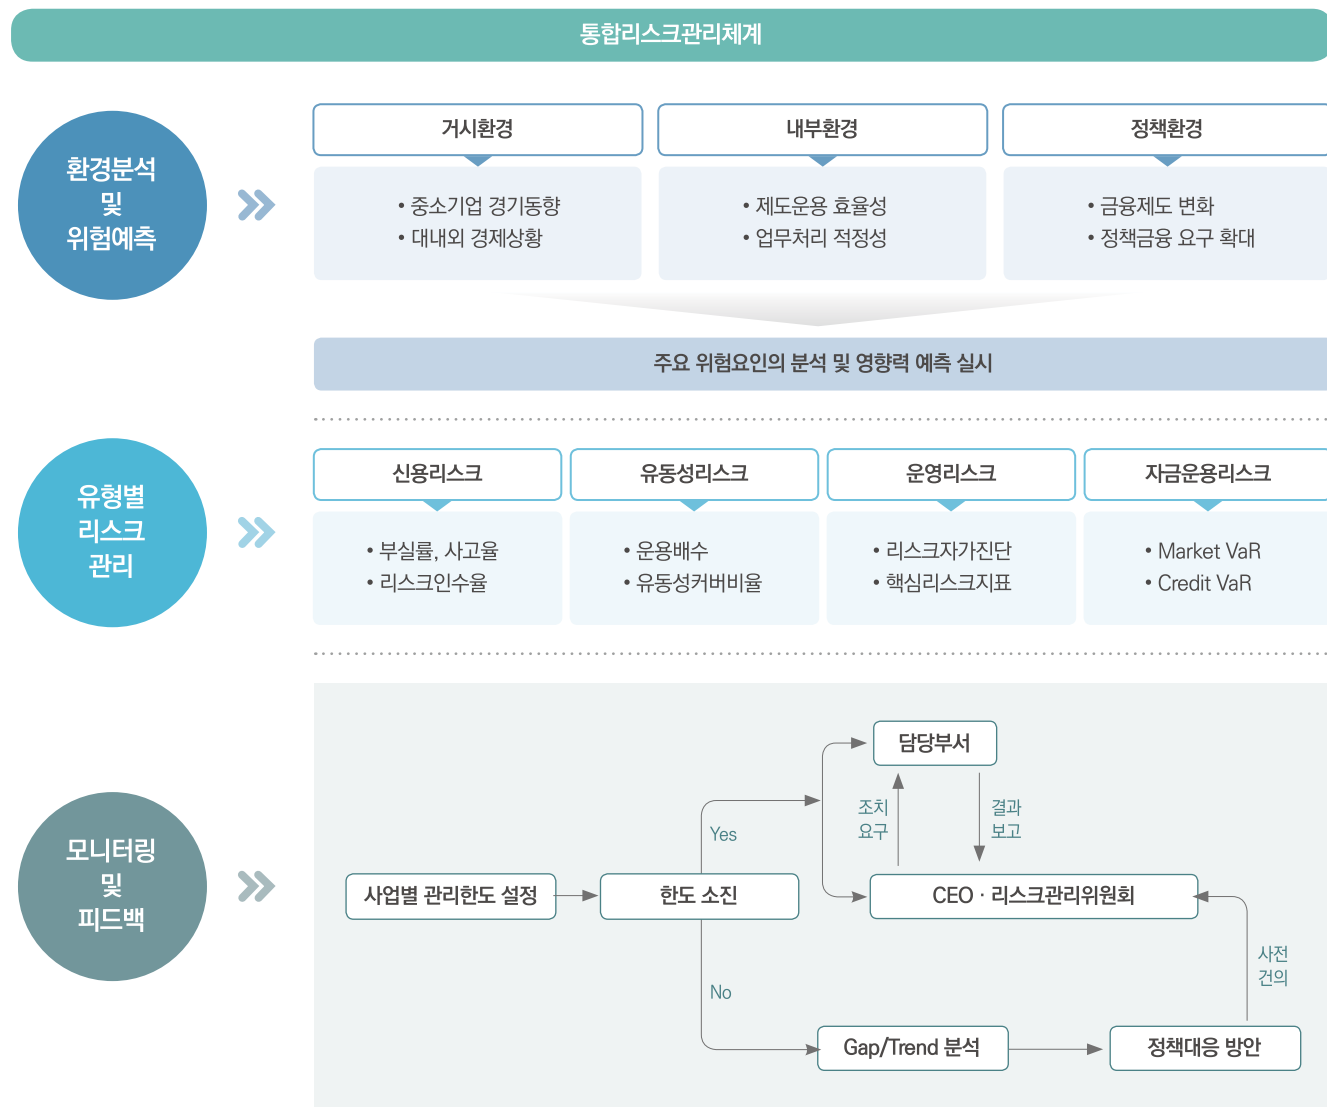 통합리스크관리체계
환경분석
및
위험예측
거시환경
• 중소기업 경기동향
• 대내외 경제상황
내부환경
• 제도운용 효율성
• 업무처리 적정성
정책환경
• 금융제도 변화
• 정책금융 요구 확대
주요 위험요인의 분석 및 영향력 예측 실시
유형별
리스크
관리
신용리스크
• 부실률, 사고율
• 리스크인수율
유동성리스크
• 운용배수
• 유동성커버비율
운영리스크
• 리스크자가진단
• 핵심리스크지표
자금운용리스크
• Market VaR
• Credit VaR
모니터링
및
피드백
사업별 관리한도 설정
한도 소진
Yes
담당부서
조치
요구
결과
보고
CEO · 리스크관리위원회
No
Gap/Trend 분석
정책대응 방안
사전
건의